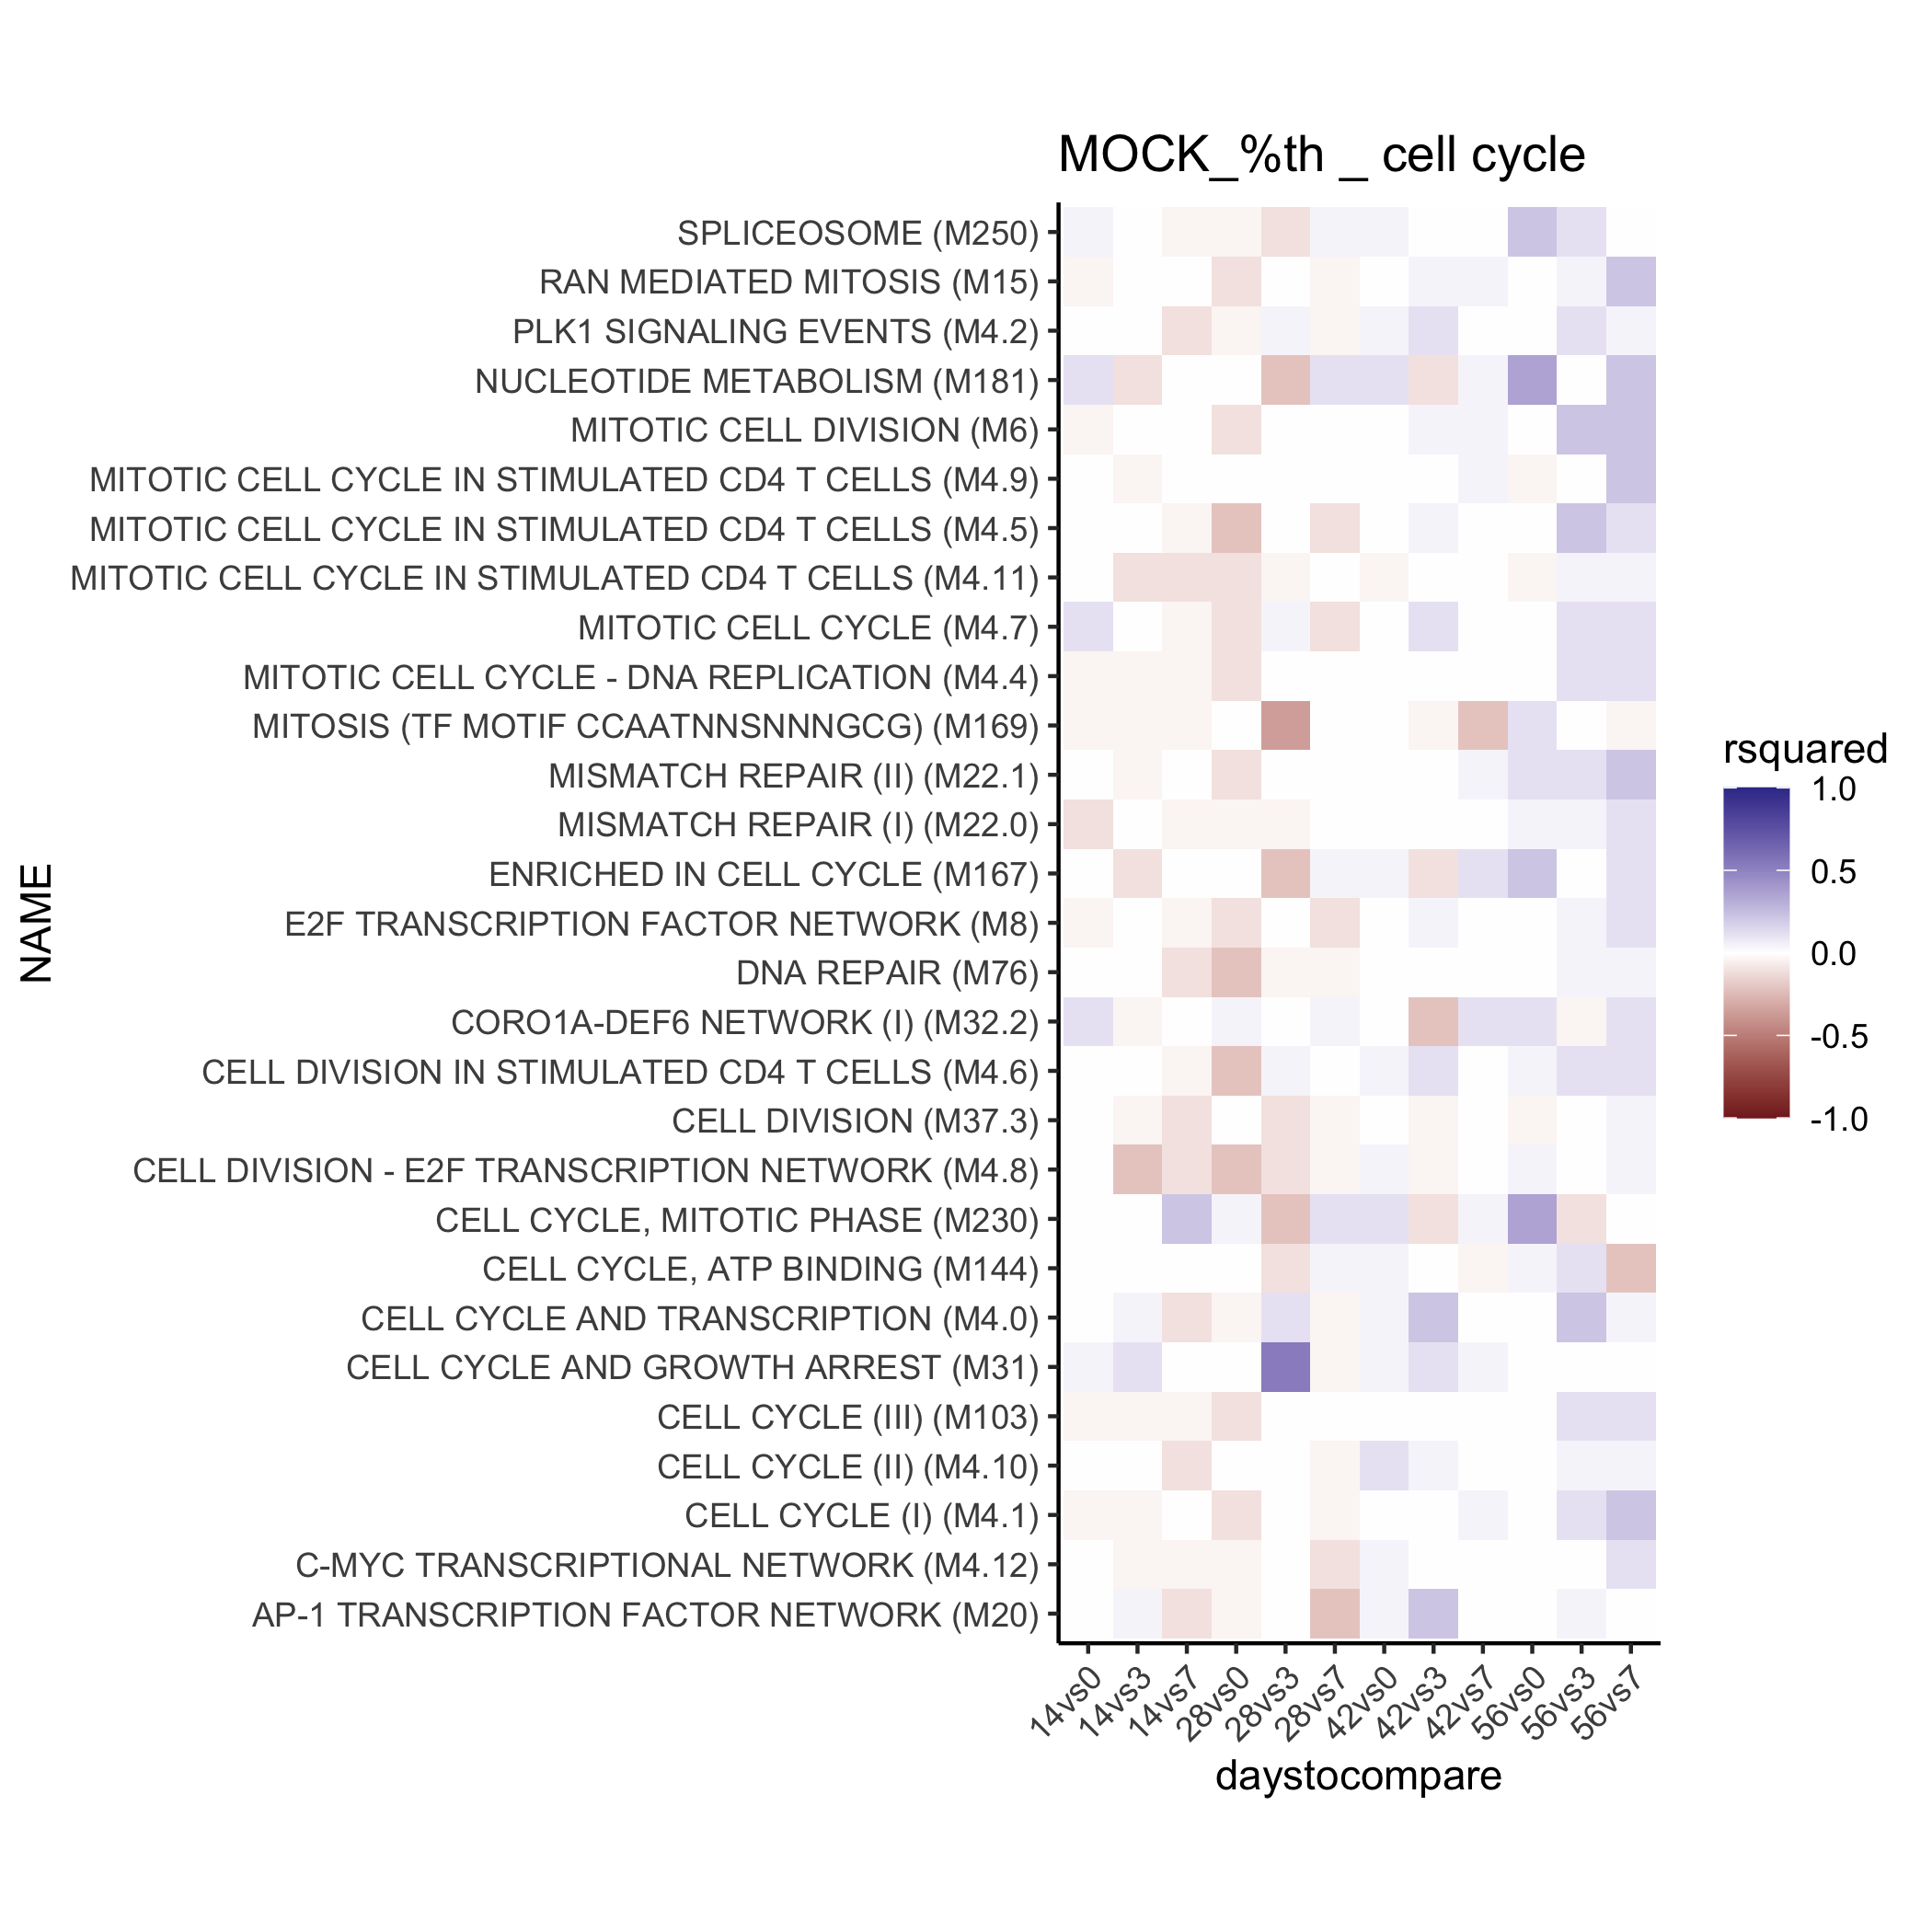 MOCK_%th _ cell cycle
NAME
SPLICEOSOME (M250)
RAN MEDIATED MITOSIS (M15)
PLK1 SIGNALING EVENTS (M4.2)
NUCLEOTIDE METABOLISM (M181)
MITOTIC CELL DIVISION (M6)
MITOTIC CELL CYCLE IN STIMULATED CD4 T CELLS (M4.9)
MITOTIC CELL CYCLE IN STIMULATED CD4 T CELLS (M4.5)
MITOTIC CELL CYCLE IN STIMULATED CD4 T CELLS (M4.11)
MITOTIC CELL CYCLE (M4.7)
MITOTIC CELL CYCLE - DNA REPLICATION (M4.4)
MITOSIS (TF MOTIF CCAATNNSNNNGCG) (M169)
MISMATCH REPAIR (II) (M22.1)
MISMATCH REPAIR (I) (M22.0)
ENRICHED IN CELL CYCLE (M167)
E2F TRANSCRIPTION FACTOR NETWORK (M8)
DNA REPAIR (M76)
CORO1A-DEF6 NETWORK (I) (M32.2)
CELL DIVISION IN STIMULATED CD4 T CELLS (M4.6)
CELL DIVISION (M37.3)
CELL DIVISION - E2F TRANSCRIPTION NETWORK (M4.8)
CELL CYCLE, MITOTIC PHASE (M230)
CELL CYCLE, ATP BINDING (M144)
CELL CYCLE AND TRANSCRIPTION (M4.0)
CELL CYCLE AND GROWTH ARREST (M31)
CELL CYCLE (III) (M103)
CELL CYCLE (II) (M4.10)
CELL CYCLE (I) (M4.1)
C-MYC TRANSCRIPTIONAL NETWORK (M4.12)
AP-1 TRANSCRIPTION FACTOR NETWORK (M20)
14vs0
14vs3
14vs7
28vs0
28vs3
28vs7
42vs0
42vs3
42vs7
56vs0
56vs3
56vs7
daystocompare
rsquared
1.0
0.5
0.0
-0.5
-1.0